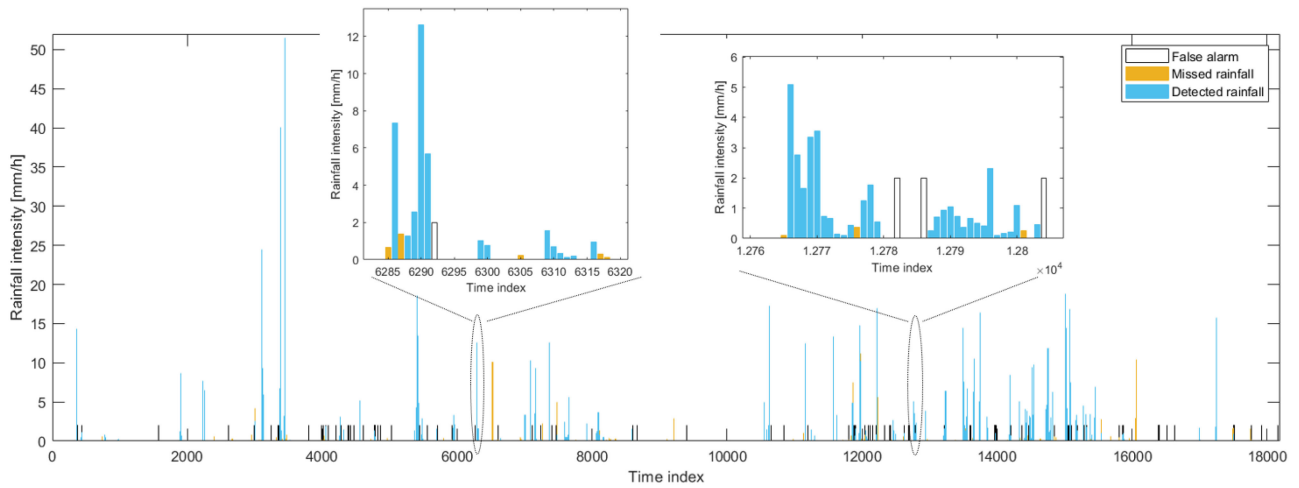 False alarm
Missed rainfall
Detected rainfall
Rainfall intensity [mm/h]
50
45
40
35
30
25
20
15
10
5
0
0 2000 4000 6000 8000 10000 12000 14000 16000 18000
Time index
Rainfall intensity [mm/h]
12
10
8
6
4
2
0
6285 6290 6295 6300 6305 6310 6315 6320
Time index
Rainfall intensity [mm/h]
6
5
4
3
2
1
0
1.276 1.277 1.278 1.279 1.28
Time index
×10⁴